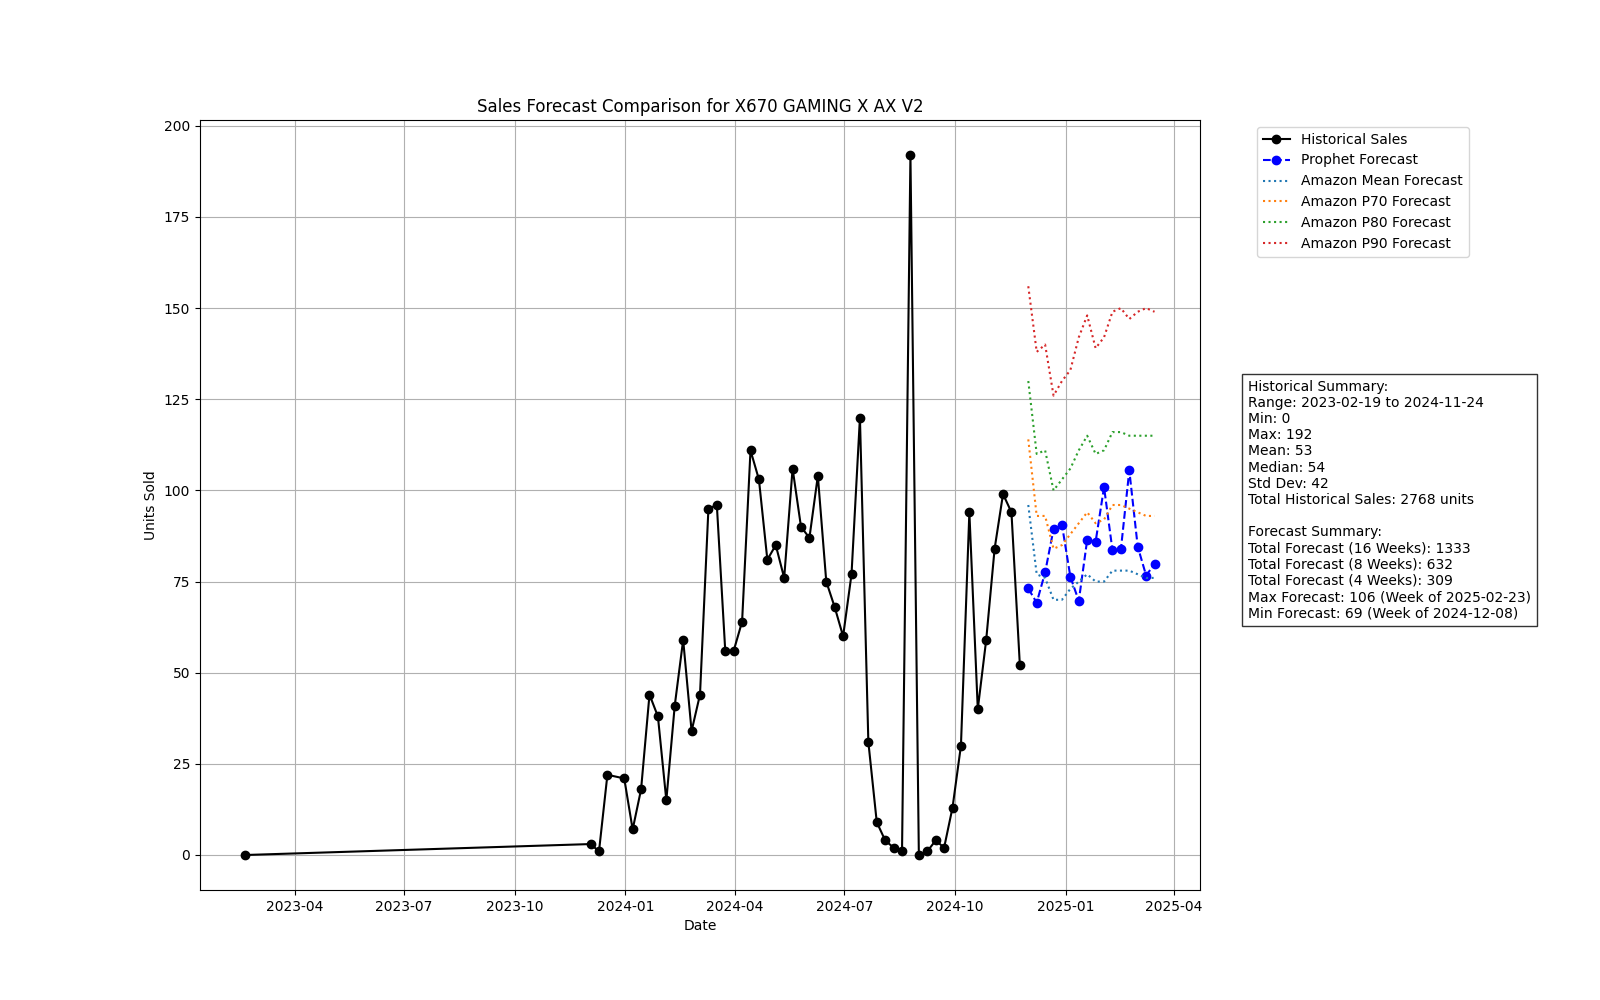 Sales Forecast Comparison for X670 GAMING X AX V2
200
175
150
125
100
75
50
25
0
Units Sold
2023-04
2023-07
2023-10
2024-01
2024-04
2024-07
2024-10
2025-01
2025-04
Date
Historical Sales
Prophet Forecast
Amazon Mean Forecast
Amazon P70 Forecast
Amazon P80 Forecast
Amazon P90 Forecast
Historical Summary:
Range: 2023-02-19 to 2024-11-24
Min: 0
Max: 192
Mean: 53
Median: 54
Std Dev: 42
Total Historical Sales: 2768 units
Forecast Summary:
Total Forecast (16 Weeks): 1333
Total Forecast (8 Weeks): 632
Total Forecast (4 Weeks): 309
Max Forecast: 106 (Week of 2025-02-23)
Min Forecast: 69 (Week of 2024-12-08)